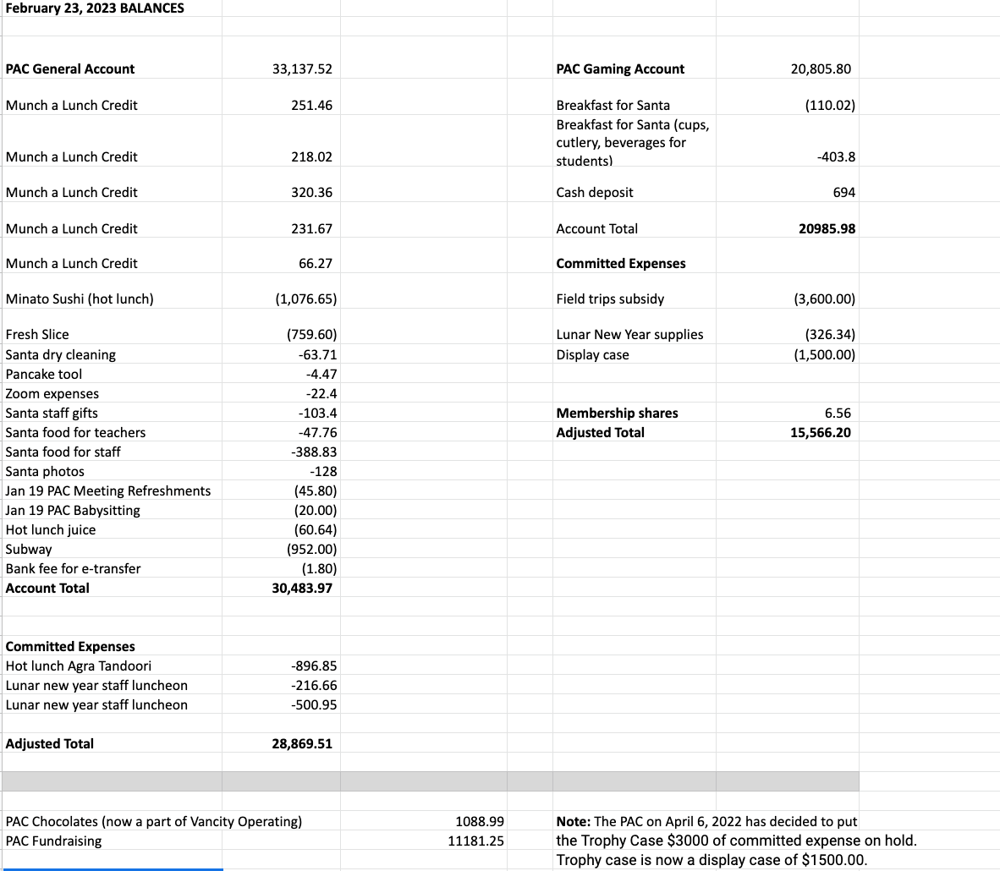 February 23, 2023 BALANCES
PAC General Account 33,137.52 PAC Gaming Account 20,805.80
Munch a Lunch Credit 251.46 Breakfast for Santa (110.02)
Breakfast for Santa (cups,
cutlery, beverages for
Munch a Lunch Credit 218.02 students) -403.8
Munch a Lunch Credit 320.36 Cash deposit 694
Munch a Lunch Credit 231.67 Account Total 20985.98
Munch a Lunch Credit 66.27 Committed Expenses
Minato Sushi (hot lunch) (1,076.65) Field trips subsidy (3,600.00)
Fresh Slice (759.60) Lunar New Year supplies (326.34)
Santa dry cleaning -63.71 Display case (1,500.00)
Pancake tool -4.47
Zoom expenses -22.4
Santa staff gifts -103.4 Membership shares 6.56
Santa food for teachers -47.76 Adjusted Total 15,566.20
Santa food for staff -388.83
Santa photos -128
Jan 19 PAC Meeting Refreshments (45.80)
Jan 19 PAC Babysitting (20.00)
Hot lunch juice (60.64)
Subway (952.00)
Bank fee for e-transfer (1.80)
Account Total 30,483.97
Committed Expenses
Hot lunch Agra Tandoori -896.85
Lunar new year staff luncheon -216.66
Lunar new year staff luncheon -500.95
Adjusted Total 28,869.51
PAC Chocolates (now a part of Vancity Operating) 1088.99 Note: The PAC on April 6, 2022 has decided to put
PAC Fundraising 11181.25 the Trophy Case $3000 of committed expense on hold.
Trophy case is now a display case of $1500.00.